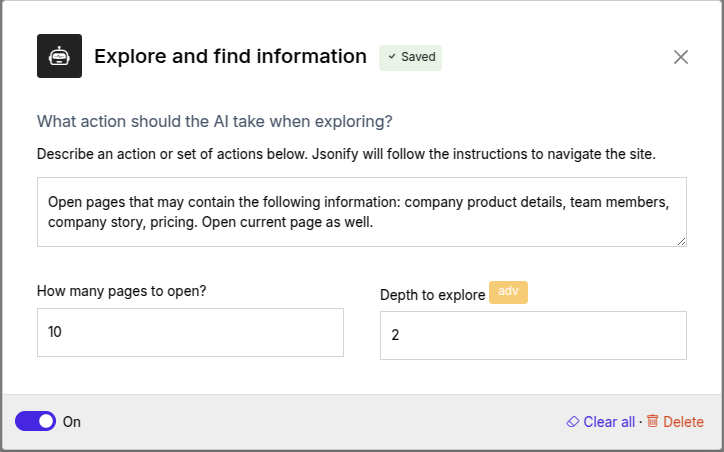 Explore and find information
Saved
What action should the AI take when exploring?
Describe an action or set of actions below. Jsonify will follow the instructions to navigate the site.
Open pages that may contain the following information: company product details, team members,
company story, pricing. Open current page as well.
How many pages to open?
10
Depth to explore adv
2
On
Clear all · Delete